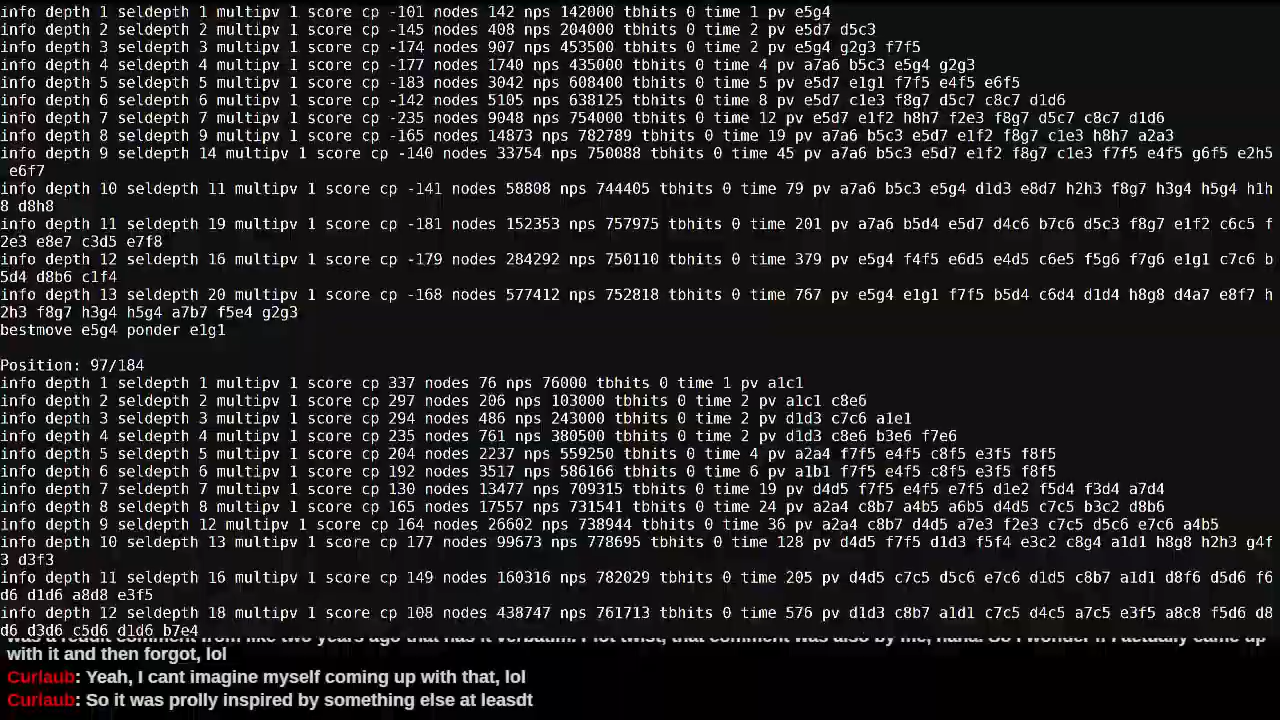 info depth 1 seldepth 1 multipv 1 score cp -101 nodes 142 nps 142000 tbhits 0 time 1 pv e5g4
info depth 2 seldepth 2 multipv 1 score cp -145 nodes 408 nps 204000 tbhits 0 time 2 pv e5d7 d5c3
info depth 3 seldepth 3 multipv 1 score cp -174 nodes 907 nps 453500 tbhits 0 time 2 pv e5g4 g2g3 f7f5
info depth 4 seldepth 4 multipv 1 score cp -177 nodes 1740 nps 435000 tbhits 0 time 4 pv a7a6 b5c3 e5g4 g2g3
info depth 5 seldepth 5 multipv 1 score cp -183 nodes 3042 nps 608400 tbhits 0 time 5 pv e5d7 e1g1 f7f5 e4f5 e6f5
info depth 6 seldepth 6 multipv 1 score cp -142 nodes 5105 nps 638125 tbhits 0 time 8 pv e5d7 c1e3 f8g7 d5c7 c8c7 d1d6
info depth 7 seldepth 7 multipv 1 score cp -235 nodes 9048 nps 754000 tbhits 0 time 12 pv e5d7 e1f2 h8h7 f2e3 f8g7 d5c7 c8c7 d1d6
info depth 8 seldepth 9 multipv 1 score cp -165 nodes 14873 nps 782789 tbhits 0 time 19 pv a7a6 b5c3 e5d7 e1f2 f8g7 c1e3 h8h7 a2a3
info depth 9 seldepth 14 multipv 1 score cp -140 nodes 33754 nps 750088 tbhits 0 time 45 pv a7a6 b5c3 e5d7 e1f2 f8g7 c1e3 f7f5 e4f5 g6f5 e2h5
e6f7
info depth 10 seldepth 11 multipv 1 score cp -141 nodes 58808 nps 744405 tbhits 0 time 79 pv a7a6 b5c3 e5g4 d1d3 e8d7 h2h3 f8g7 h3g4 h5g4 h1h
8 d8h8
info depth 11 seldepth 19 multipv 1 score cp -181 nodes 152353 nps 757975 tbhits 0 time 201 pv a7a6 b5d4 e5d7 d4c6 b7c6 d5c3 f8g7 e1f2 c6c5 f
2e3 e8e7 c3d5 e7f8
info depth 12 seldepth 16 multipv 1 score cp -179 nodes 284292 nps 750110 tbhits 0 time 379 pv e5g4 f4f5 e6d5 e4d5 c6e5 f5g6 f7g6 e1g1 c7c6 b
5d4 d8b6 c1f4
info depth 13 seldepth 20 multipv 1 score cp -168 nodes 577412 nps 752818 tbhits 0 time 767 pv e5g4 e1g1 f7f5 b5d4 c6d4 d1d4 h8g8 d4a7 e8f7 h
2h3 f8g7 h3g4 h5g4 a7b7 f5e4 g2g3
bestmove e5g4 ponder e1g1
Position: 97/184
info depth 1 seldepth 1 multipv 1 score cp 337 nodes 76 nps 76000 tbhits 0 time 1 pv a1c1
info depth 2 seldepth 2 multipv 1 score cp 297 nodes 206 nps 103000 tbhits 0 time 2 pv a1c1 c8e6
info depth 3 seldepth 3 multipv 1 score cp 294 nodes 486 nps 243000 tbhits 0 time 2 pv d1d3 c7c6 a1e1
info depth 4 seldepth 4 multipv 1 score cp 235 nodes 761 nps 380500 tbhits 0 time 2 pv d1d3 c8e6 b3e6 f7e6
info depth 5 seldepth 5 multipv 1 score cp 204 nodes 2237 nps 559250 tbhits 0 time 4 pv a2a4 f7f5 e4f5 c8f5 e3f5 f8f5
info depth 6 seldepth 6 multipv 1 score cp 192 nodes 3517 nps 586166 tbhits 0 time 6 pv a1b1 f7f5 e4f5 c8f5 e3f5 f8f5
info depth 7 seldepth 7 multipv 1 score cp 130 nodes 13477 nps 709315 tbhits 0 time 19 pv d4d5 f7f5 e4f5 e7f5 d1e2 f5d4 f3d4 a7d4
info depth 8 seldepth 8 multipv 1 score cp 165 nodes 17557 nps 731541 tbhits 0 time 24 pv a2a4 c8b7 a4b5 a6b5 d4d5 c7c5 b3c2 d8b6
info depth 9 seldepth 12 multipv 1 score cp 164 nodes 26602 nps 738944 tbhits 0 time 36 pv a2a4 c8b7 d4d5 a7e3 f2e3 c7c5 d5c6 e7c6 a4b5
info depth 10 seldepth 13 multipv 1 score cp 177 nodes 99673 nps 778695 tbhits 0 time 128 pv d4d5 f7f5 d1d3 f5f4 e3c2 c8g4 a1d1 h8g8 h2h3 g4f
3 d3f3
info depth 11 seldepth 16 multipv 1 score cp 149 nodes 160316 nps 782029 tbhits 0 time 205 pv d4d5 c7c5 d5c6 e7c6 d1d5 c8b7 a1d1 d8f6 d5d6 f6
d6 d1d6 a8d8 e3f5
info depth 12 seldepth 18 multipv 1 score cp 108 nodes 438747 nps 761713 tbhits 0 time 576 pv d1d3 c8b7 a1d1 c7c5 d4c5 a7c5 e3f5 a8c8 f5d6 d8
d6 d3d6 c5d6 d1d6 b7e4
was a reddit comment from like two years ago that has it verbatim. Plot twist, that comment was also by me, haha. So I wonder if I actually came up
with it and then forgot, lol
Curlaub: Yeah, I cant imagine myself coming up with that, lol
Curlaub: So it was prolly inspired by something else at leasdt